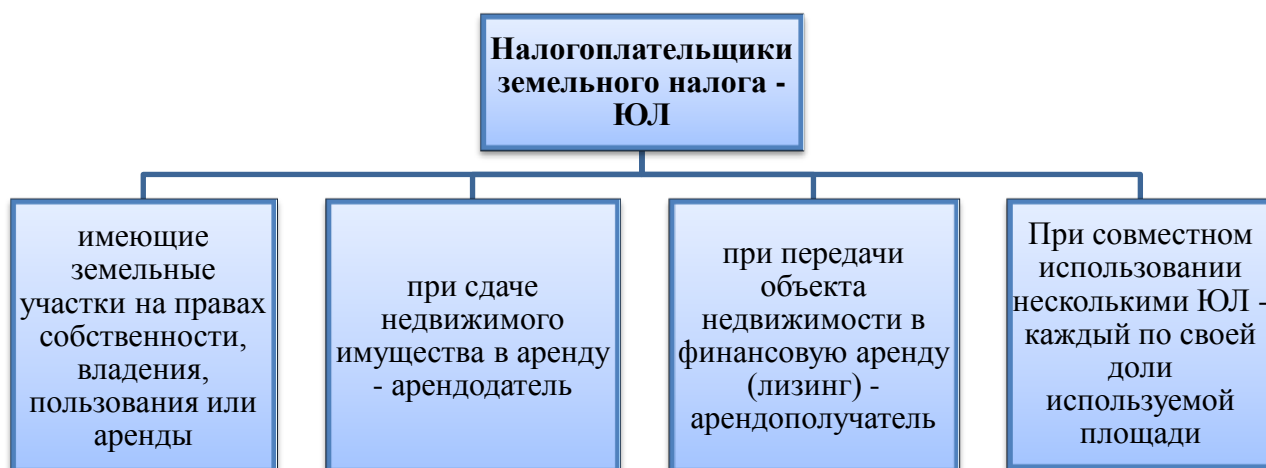 Налогоплательщики
земельного налога -
ЮЛ
имеющие
земельные
участки на правах
собственности,
владения,
пользования или
аренды
при сдаче
недвижимого
имущества в аренду
- арендодатель
при передачи
объекта
недвижимости в
финансовую аренду
(лизинг) -
арендополучатель
При совместном
использовании
несколькими ЮЛ -
каждый по своей
доли
используемой
площади